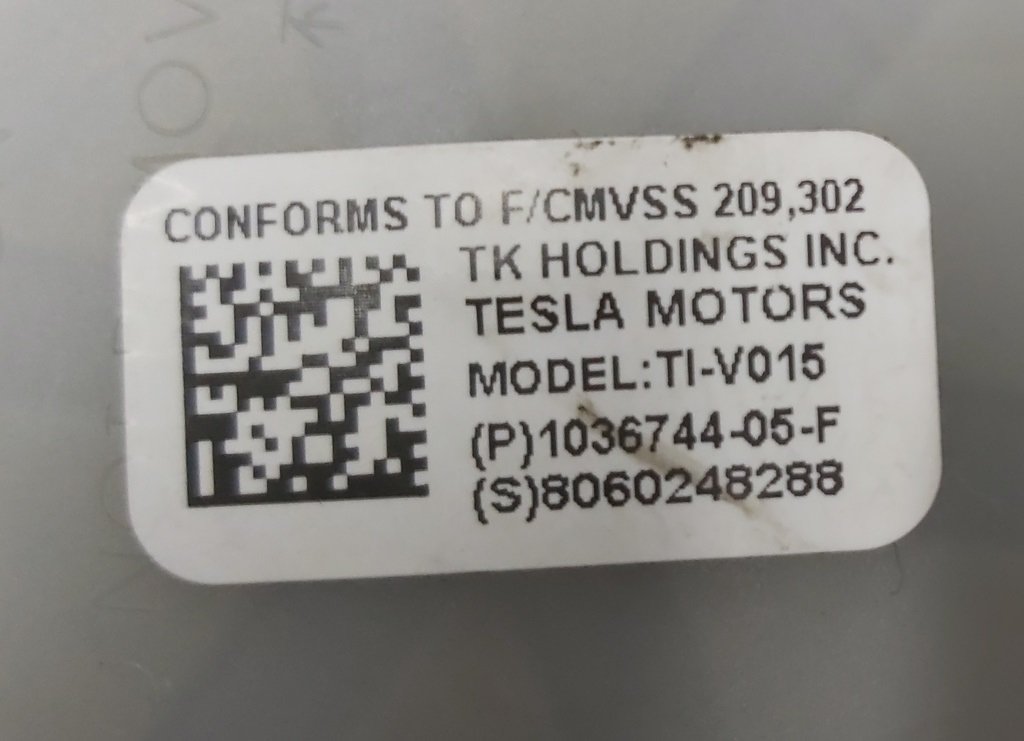 CONFORMS TO F/CMVSS 209,302
TK HOLDINGS INC.
TESLA MOTORS
MODEL:TI-V015
(P)1036744-05-F
(S)8060248288